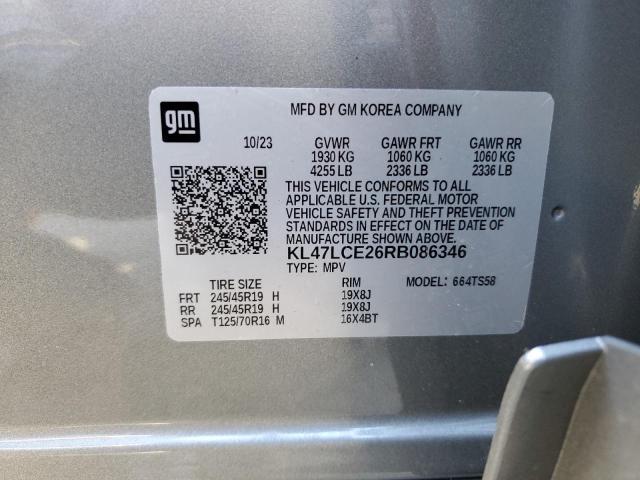 gm
MFD BY GM KOREA COMPANY
10/23 GVWR GAWR FRT GAWR RR
1930 KG 1060 KG 1060 KG
4255 LB 2336 LB 2336 LB
THIS VEHICLE CONFORMS TO ALL
APPLICABLE U.S. FEDERAL MOTOR
VEHICLE SAFETY AND THEFT PREVENTION
STANDARDS IN EFFECT ON THE DATE OF
MANUFACTURE SHOWN ABOVE.
KL47LCE26RB086346
TYPE: MPV MODEL: 664TS58
TIRE SIZE RIM
FRT 245/45R19 H 19X8J
RR 245/45R19 H 19X8J
SPA T125/70R16 M 16X4BT